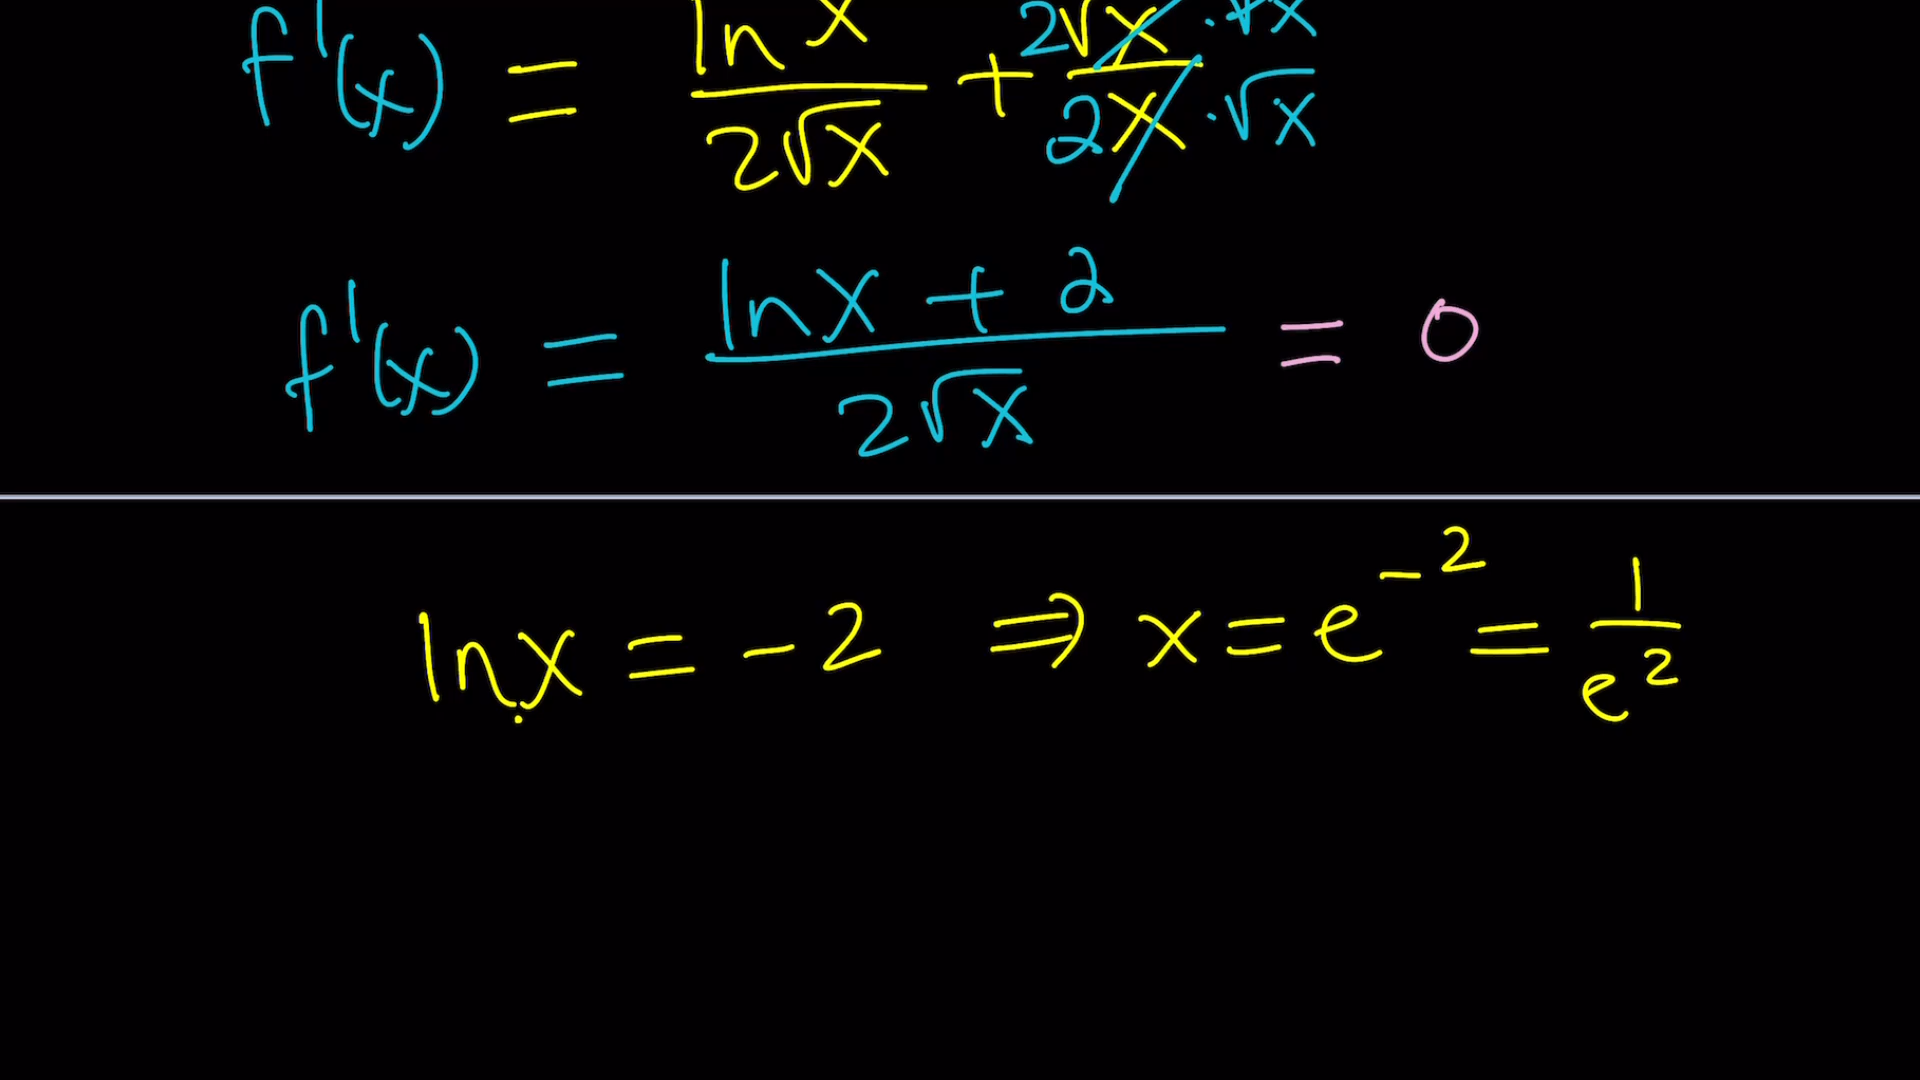 f'(x) = ln x / 2√x + 2√x · √x / 2x · √x
f'(x) = ln x + 2 / 2√x = 0
ln x = -2 ⇒ x = e^-2 = 1 / e^2